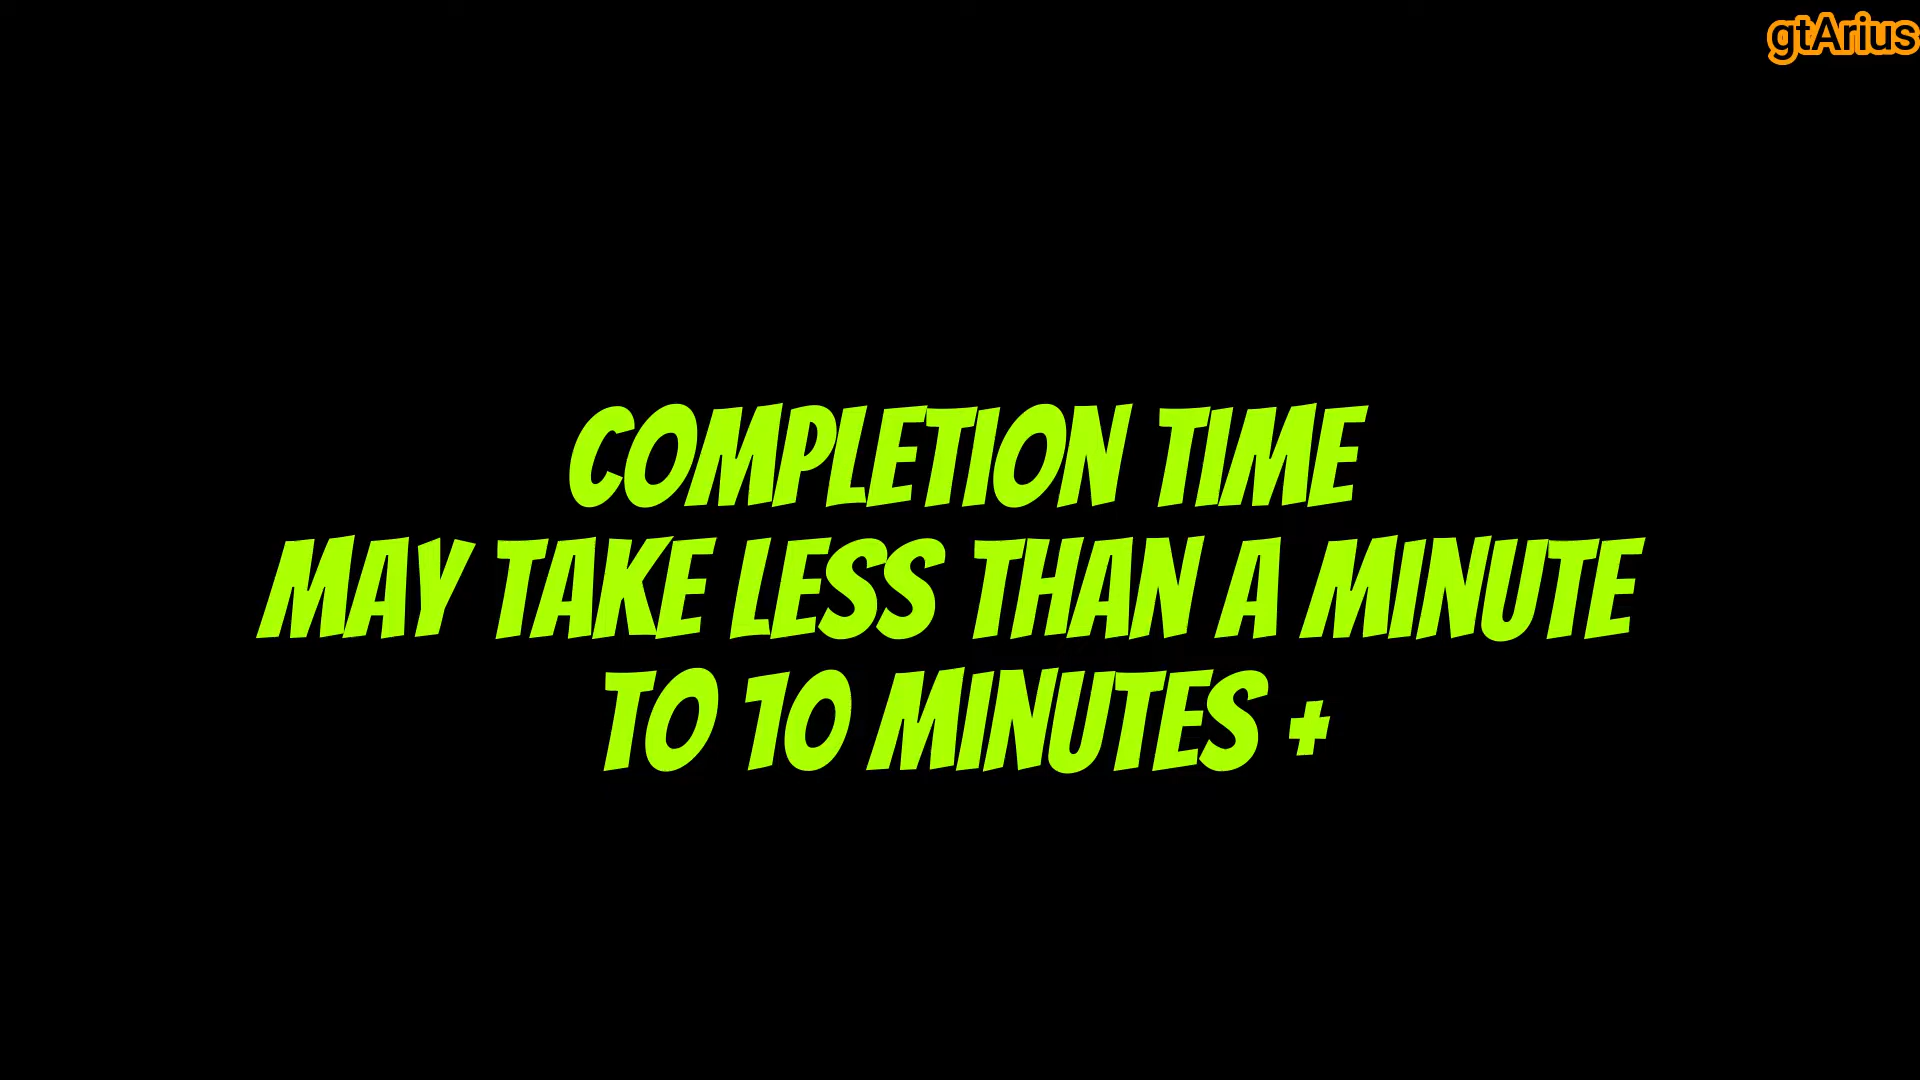 gtArius
COMPLETION TIME
MAY TAKE LESS THAN A MINUTE
TO 10 MINUTES +